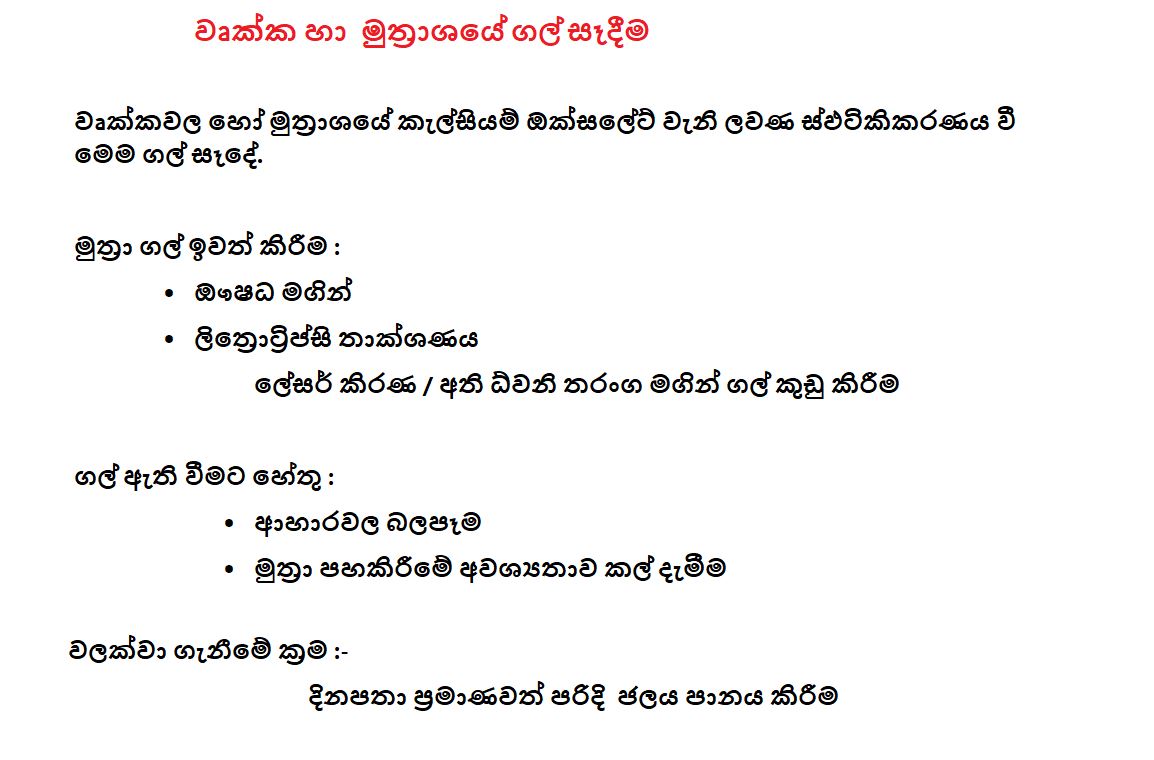 වෘක්ක හා මුත්‍රාශයේ ගල් සෑදීම
වෘක්කවල හෝ මුත්‍රාශයේ කැල්සියම් ඔක්සලේට් වැනි ලවණ ස්ඵටිකිකරණය වී
මෙම ගල් සෑදේ.
මුත්‍රා ගල් ඉවත් කිරීම :
• ඖෂධ මගින්
• ලිත්‍රොට්‍රිප්සි තාක්ශණය
ලේසර් කිරණ / අති ධ්වනි තරංග මගින් ගල් කුඩු කිරීම
ගල් ඇති වීමට හේතු :
• ආහාරවල බලපෑම
• මුත්‍රා පහකිරීමේ අවශ්‍යතාව කල් දැමීම
වලක්වා ගැනීමේ ක්‍රම :-
දිනපතා ප්‍රමාණවත් පරිදි ජලය පානය කිරීම